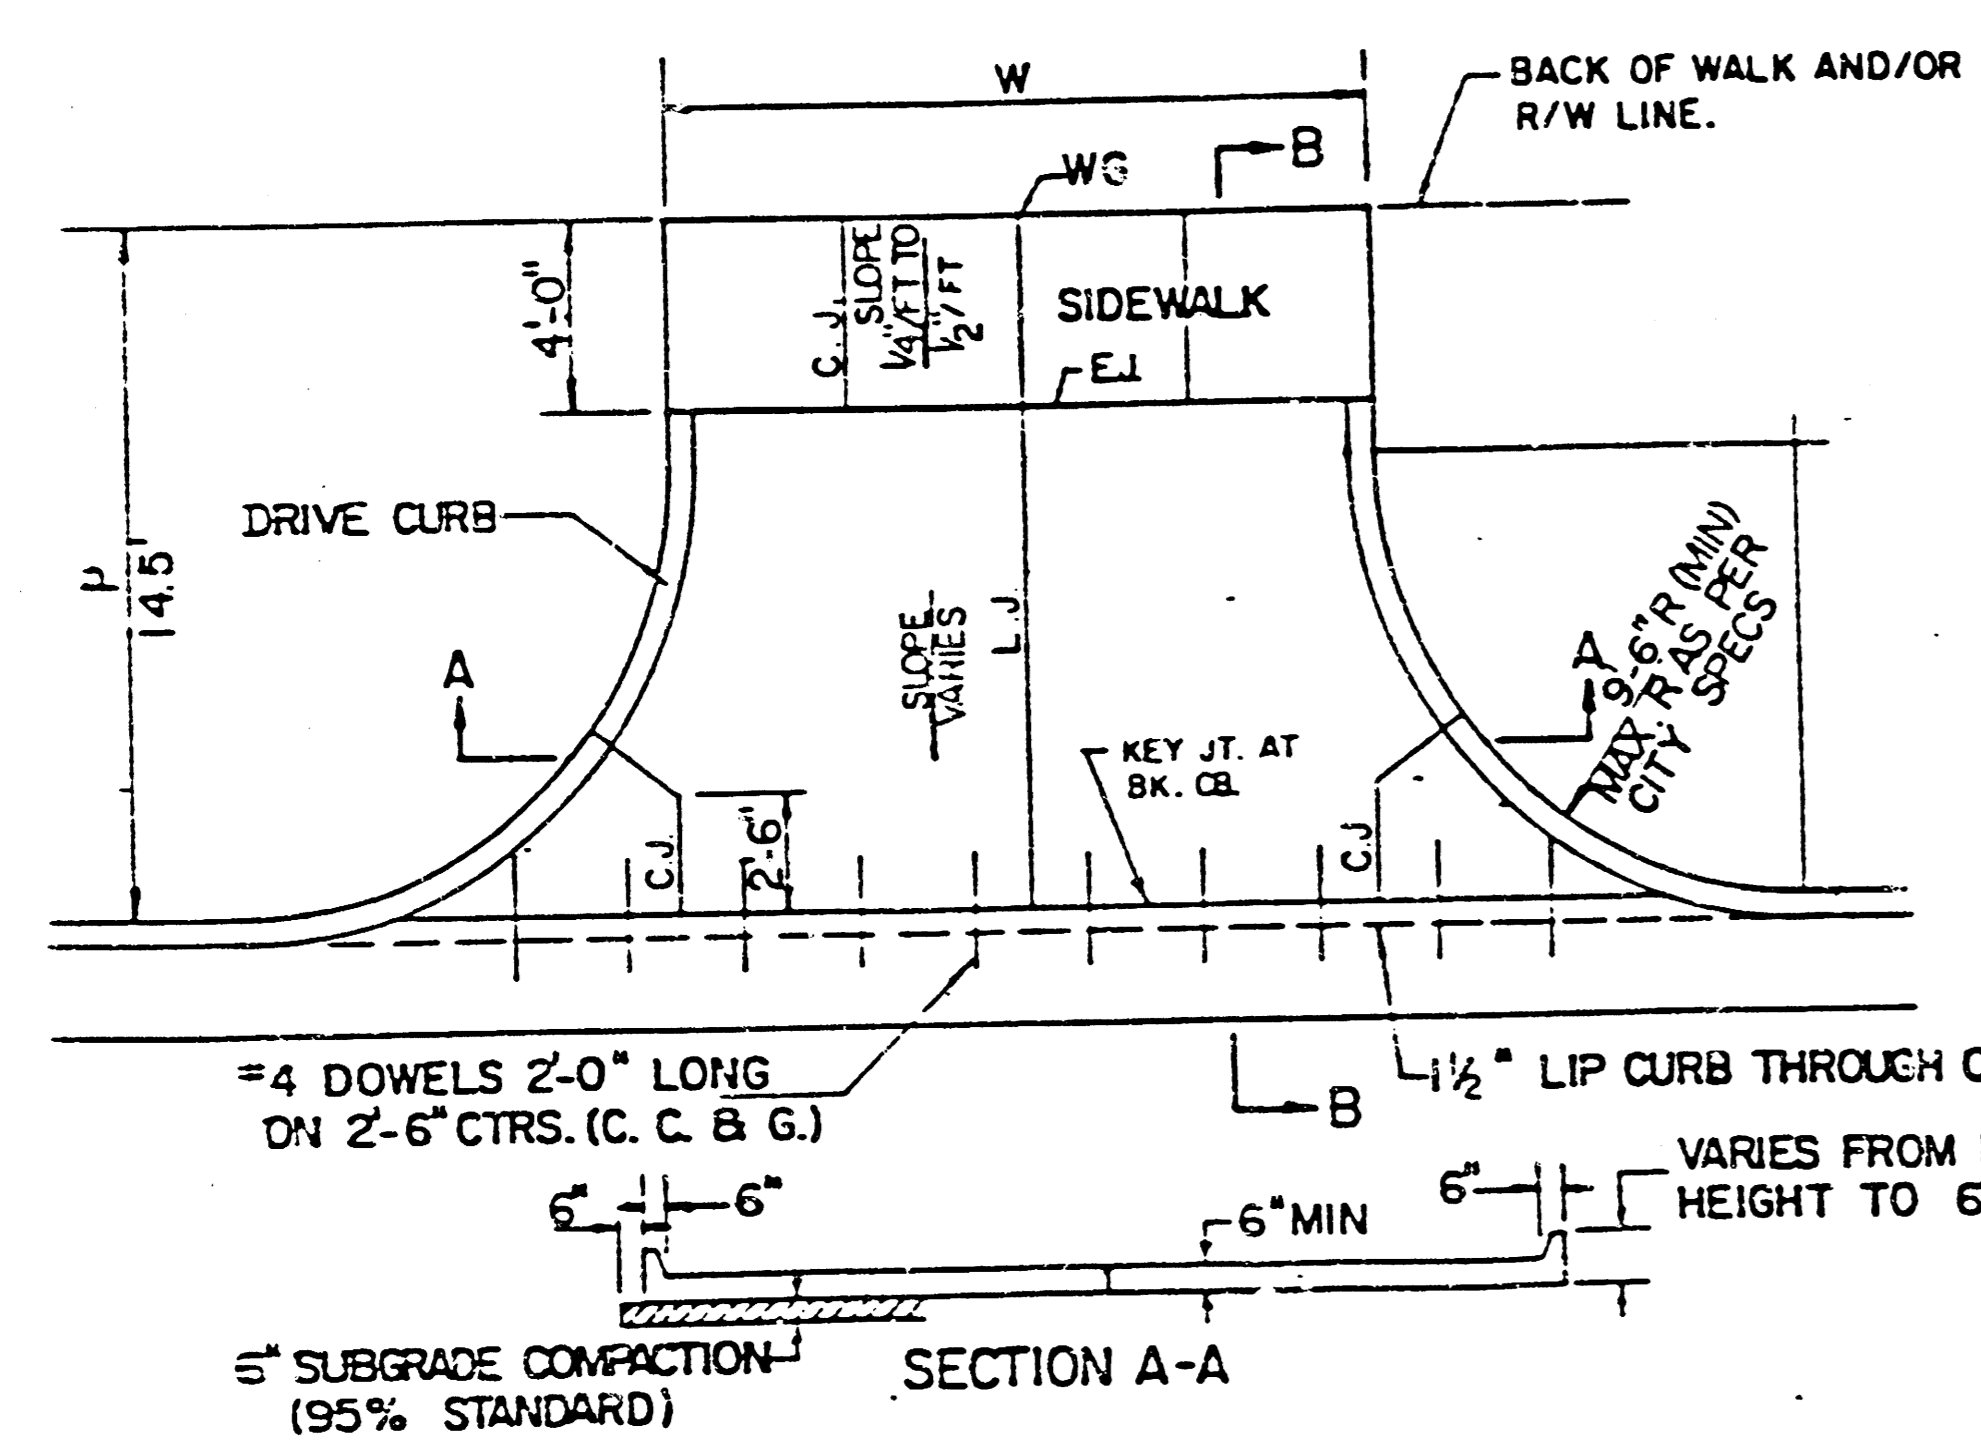 W
BACK OF WALK AND/OR
R/W LINE.
B
WG
4'-0"
C.J.
SLOPE
1/4"/FT TO
1/2"/FT
SIDEWALK
E.J.
DRIVE CURB
P
14.5'
A
SLOPE
VARIES
L.J.
A
9'-6" R (MIN)
MAX. R AS PER
CITY SPECS
KEY JT. AT
BK. CB.
C.J.
2'-6"
C.J.
#4 DOWELS 2'-0" LONG
ON 2'-6" CTRS. (C. C. & G.)
1½" LIP CURB THROUGH
B
VARIES FROM
HEIGHT TO 6
6"
6"
6" MIN
6"
SUBGRADE COMPACTION
(95% STANDARD)
SECTION A-A